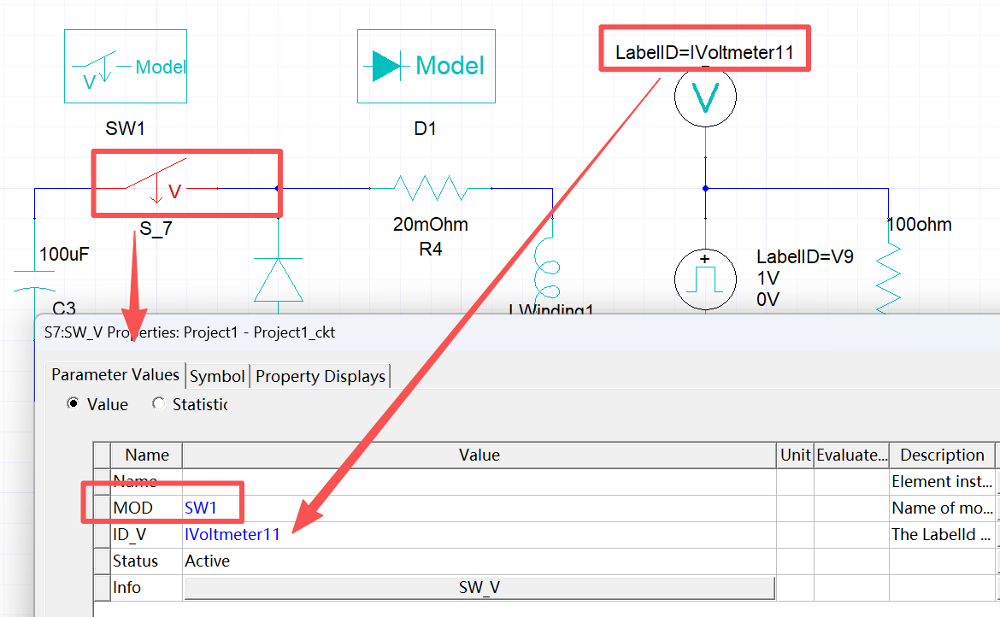 LabelID=IVoltmeter11
Model
V
Model
V
SW1
D1
V
S_7
20mOhm
R4
100uF
C3
LWinding1
+
LabelID=V9
1V
0V
100ohm
S7:SW_V Properties: Project1 - Project1_ckt
Parameter Values Symbol Property Displays
Value Statistic
Name Value Unit Evaluate... Description
Name Element inst...
MOD SW1 Name of mo...
ID_V IVoltmeter11 The LabelId ...
Status Active
Info SW_V